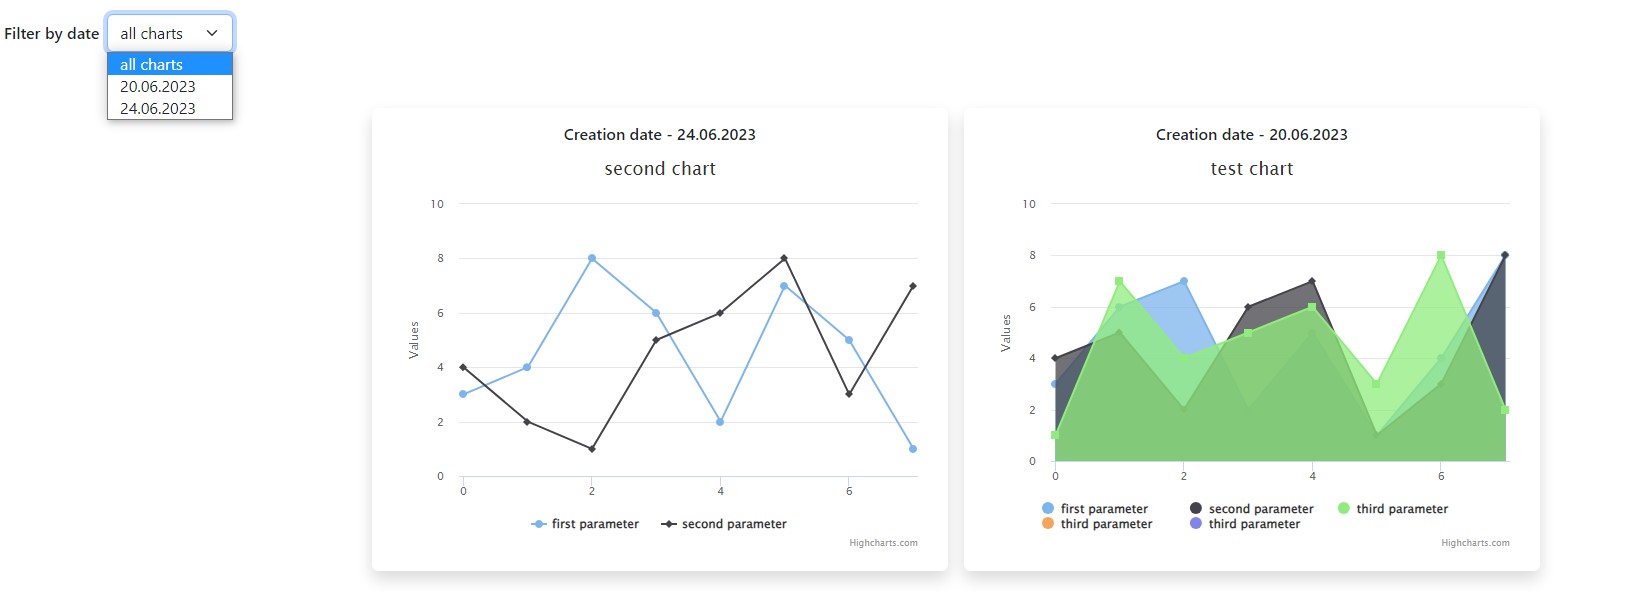 Filter by date all charts
all charts
20.06.2023
24.06.2023
Creation date - 24.06.2023
second chart
10
8
6
4
2
0
Values
0 2 4 6
first parameter second parameter
Highcharts.com
Creation date - 20.06.2023
test chart
10
8
6
4
2
0
Values
0 2 4 6
first parameter second parameter third parameter
third parameter third parameter
Highcharts.com